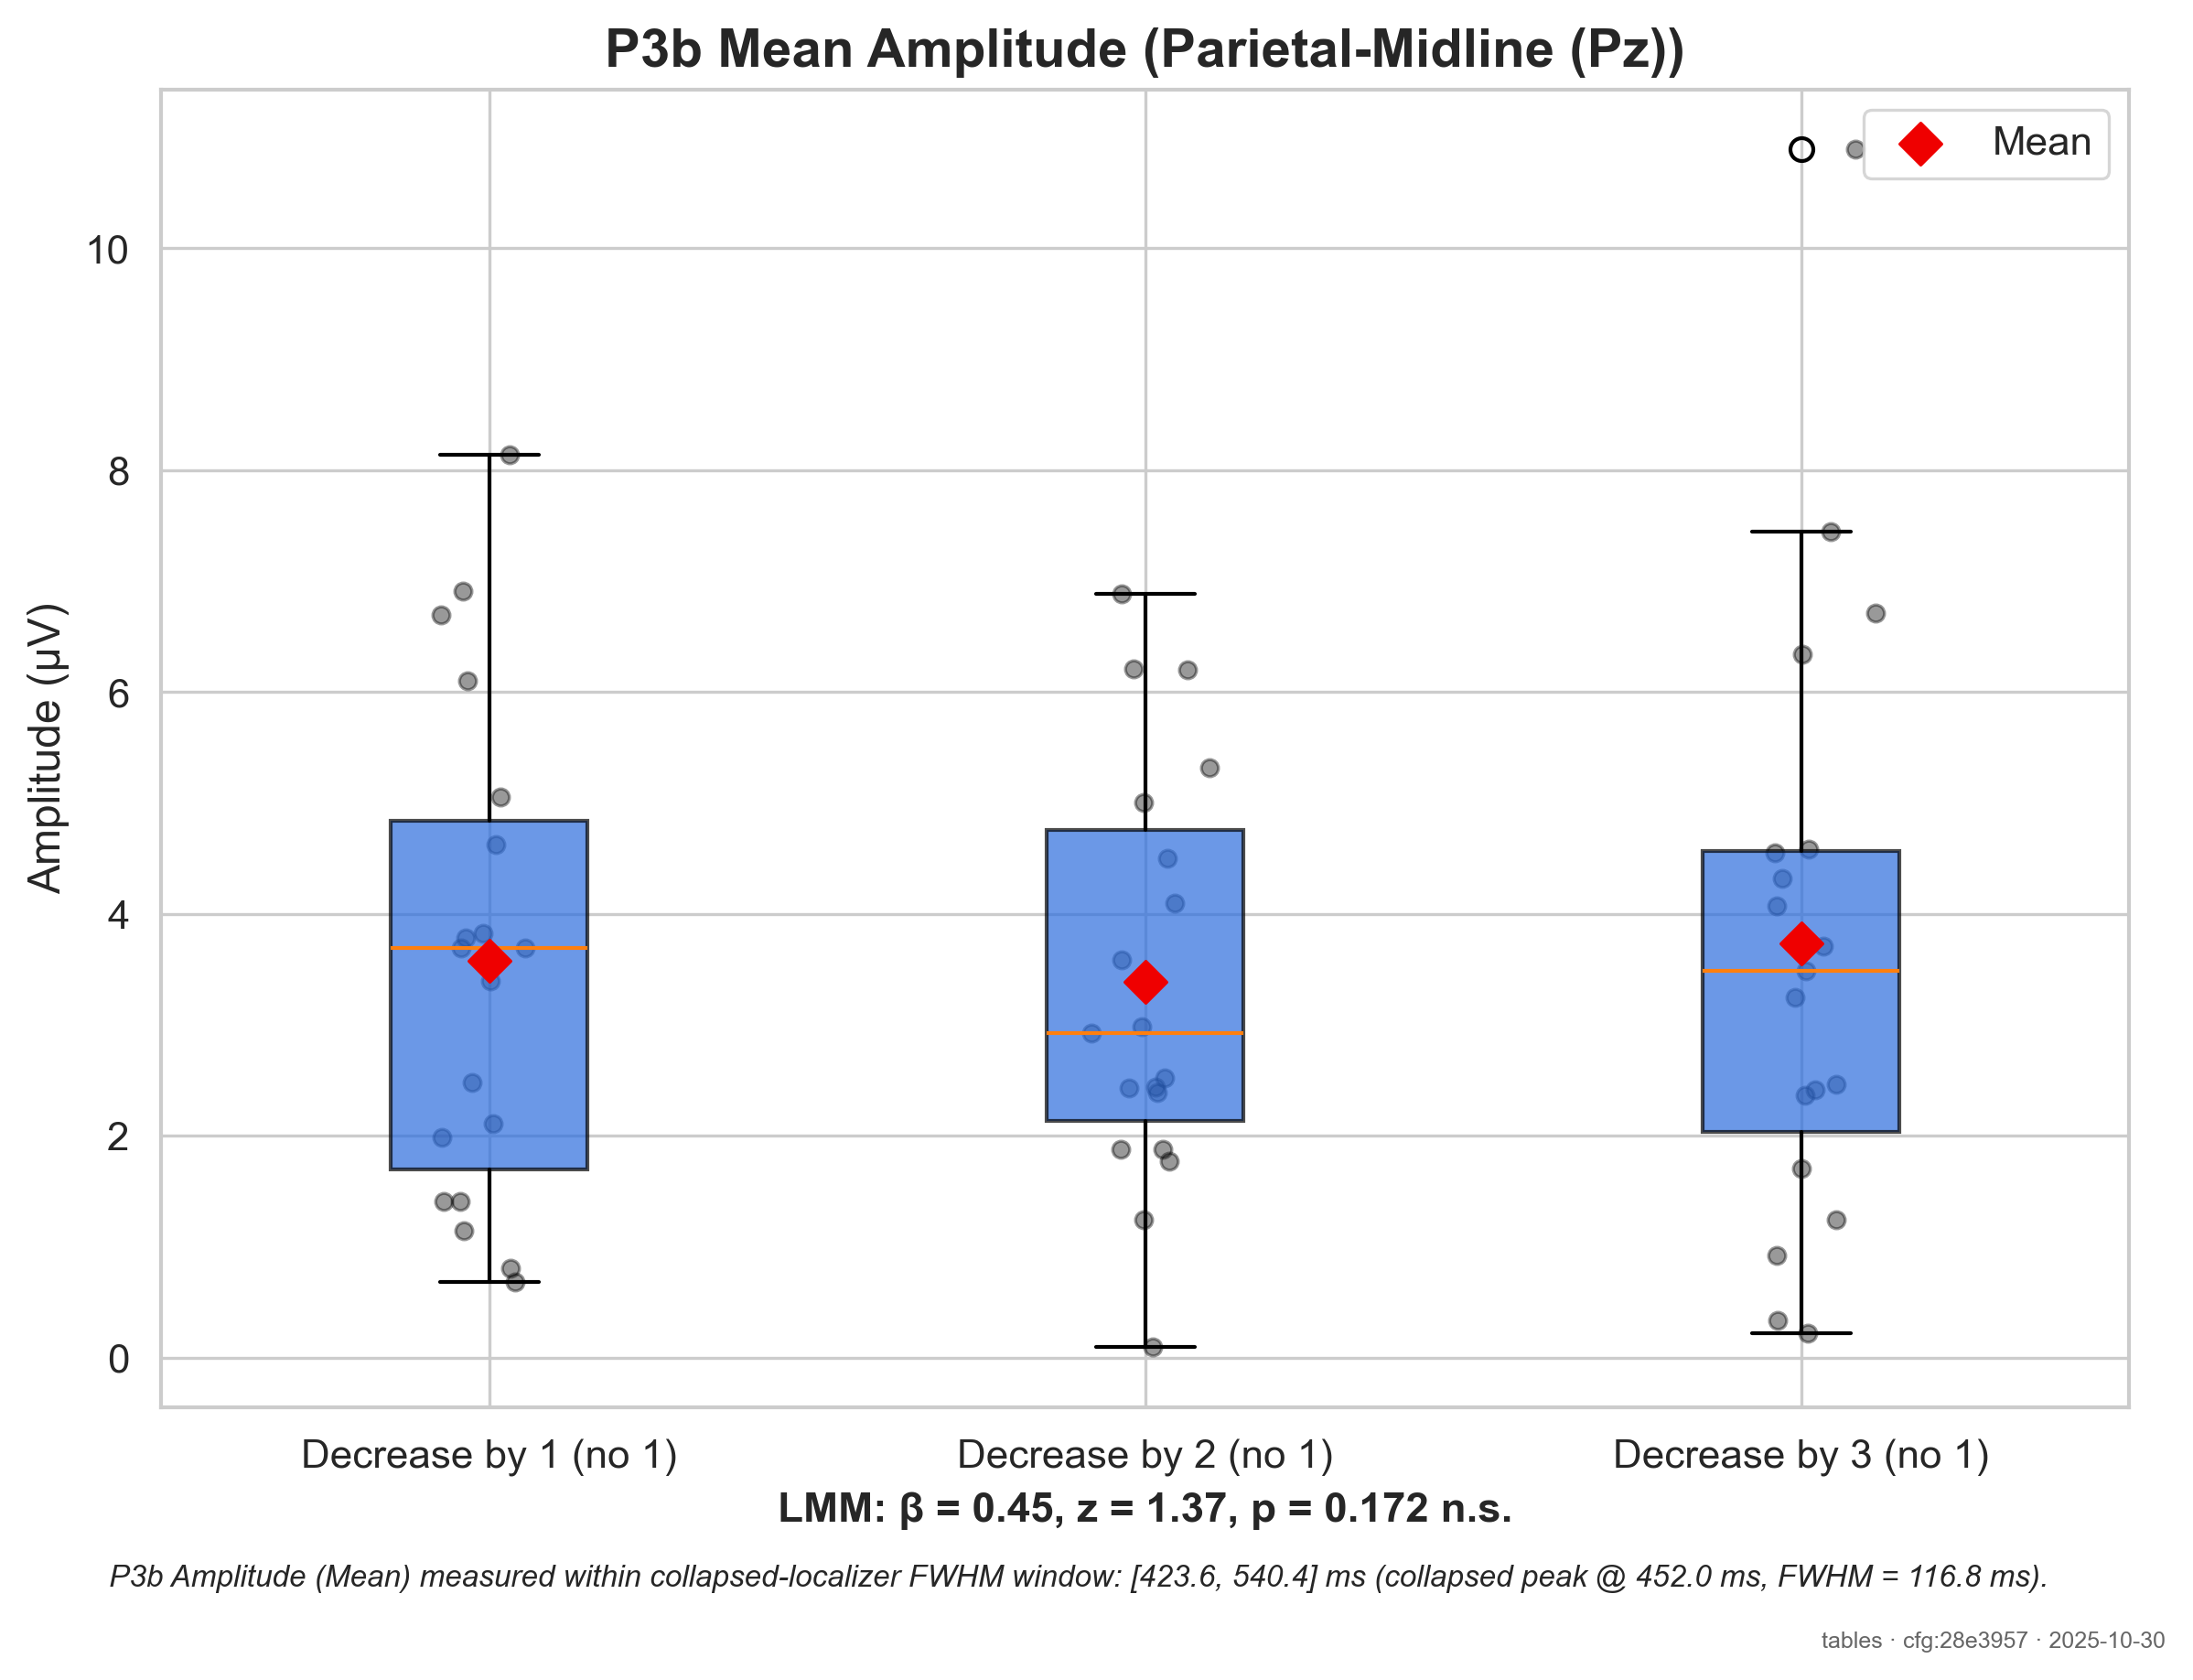 P3b Mean Amplitude (Parietal-Midline (Pz))
Mean
Amplitude (µV)
10
8
6
4
2
0
Decrease by 1 (no 1)
Decrease by 2 (no 1)
Decrease by 3 (no 1)
LMM: β = 0.45, z = 1.37, p = 0.172 n.s.
P3b Amplitude (Mean) measured within collapsed-localizer FWHM window: [423.6, 540.4] ms (collapsed peak @ 452.0 ms, FWHM = 116.8 ms).
tables · cfg:28e3957 · 2025-10-30